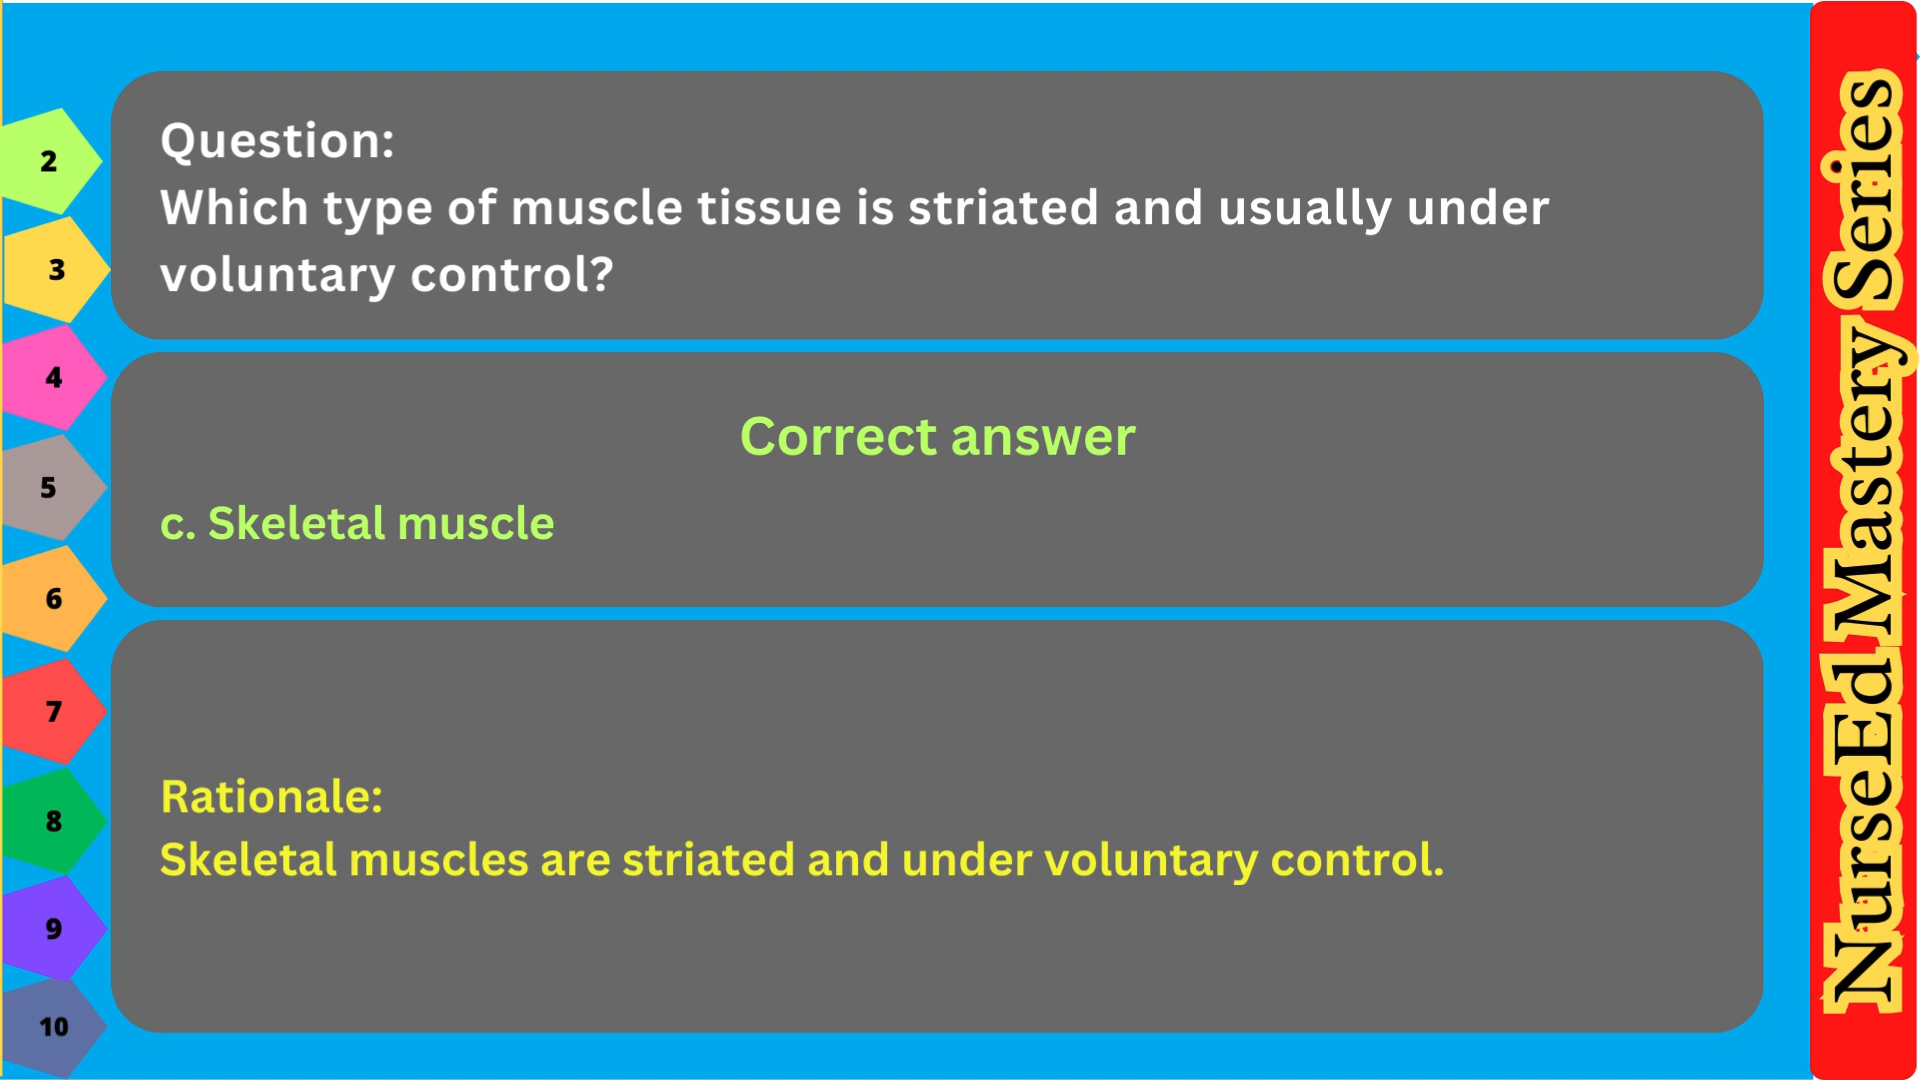 Question:
Which type of muscle tissue is striated and usually under
voluntary control?
Correct answer
c. Skeletal muscle
Rationale:
Skeletal muscles are striated and under voluntary control.
2
3
4
5
6
7
8
9
10
NurseEd Mastery Series